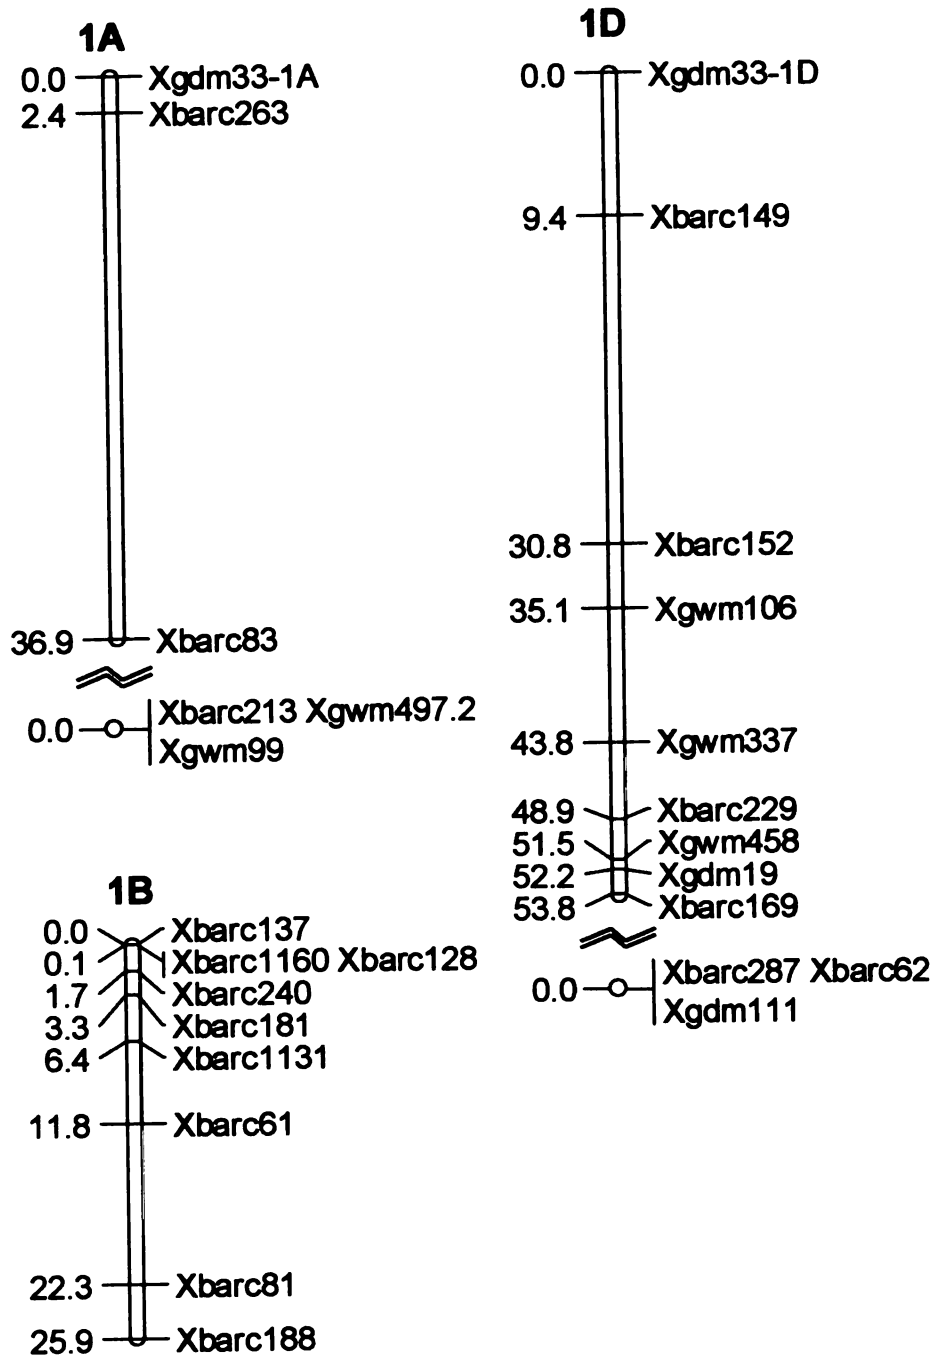 1A
0.0 Xgdm33-1A
2.4 Xbarc263
36.9 Xbarc83
0.0 Xbarc213 Xgwm497.2
Xgwm99
1B
0.0 Xbarc137
0.1 Xbarc1160 Xbarc128
1.7 Xbarc240
3.3 Xbarc181
6.4 Xbarc1131
11.8 Xbarc61
22.3 Xbarc81
25.9 Xbarc188
1D
0.0 Xgdm33-1D
9.4 Xbarc149
30.8 Xbarc152
35.1 Xgwm106
43.8 Xgwm337
48.9 Xbarc229
51.5 Xgwm458
52.2 Xgdm19
53.8 Xbarc169
0.0 Xbarc287 Xbarc62
Xgdm111